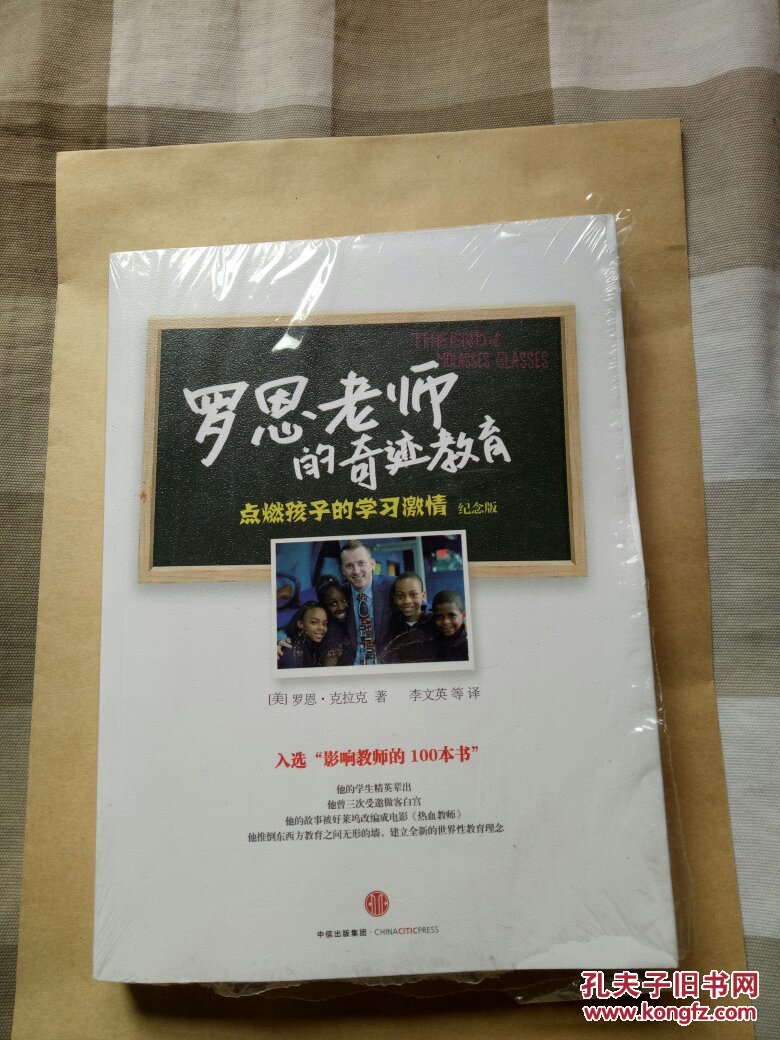 MOLASSES CLASSES
罗恩老师
的奇迹教育
点燃孩子的学习激情 纪念版
[美] 罗恩·克拉克 著 李文英 等 译
入选“影响教师的 100本书”
他的学生精英辈出
他曾三次受邀做客白宫
他的故事被好莱坞改编成电影《热血教师》
他推倒东西方教育之间无形的墙，建立全新的世界性教育理念
中信出版集团·CHINACITICPRESS
孔夫子旧书网
www.kongfz.com